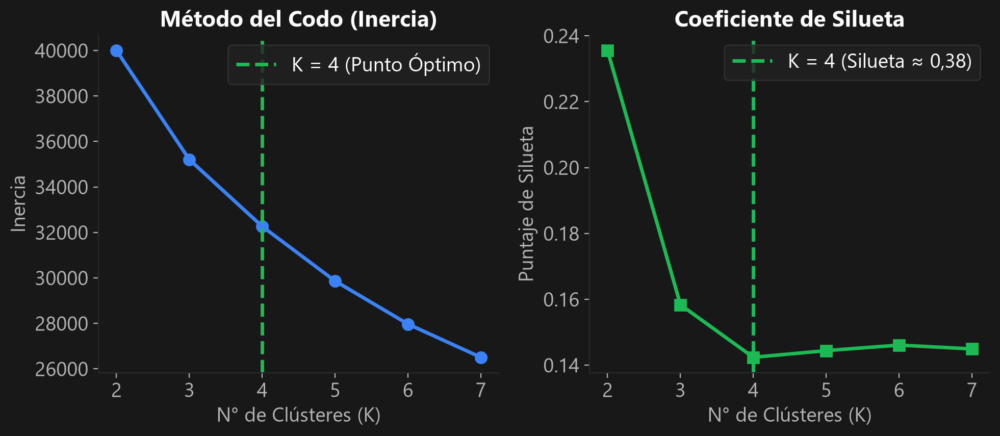 Método del Codo (Inercia)
40000
38000
36000
34000
32000
30000
28000
26000
Inercia
K = 4 (Punto Óptimo)
2 3 4 5 6 7
N° de Clústeres (K)
Coeficiente de Silueta
0.24
0.22
0.20
0.18
0.16
0.14
Puntaje de Silueta
K = 4 (Silueta ≈ 0,38)
2 3 4 5 6 7
N° de Clústeres (K)